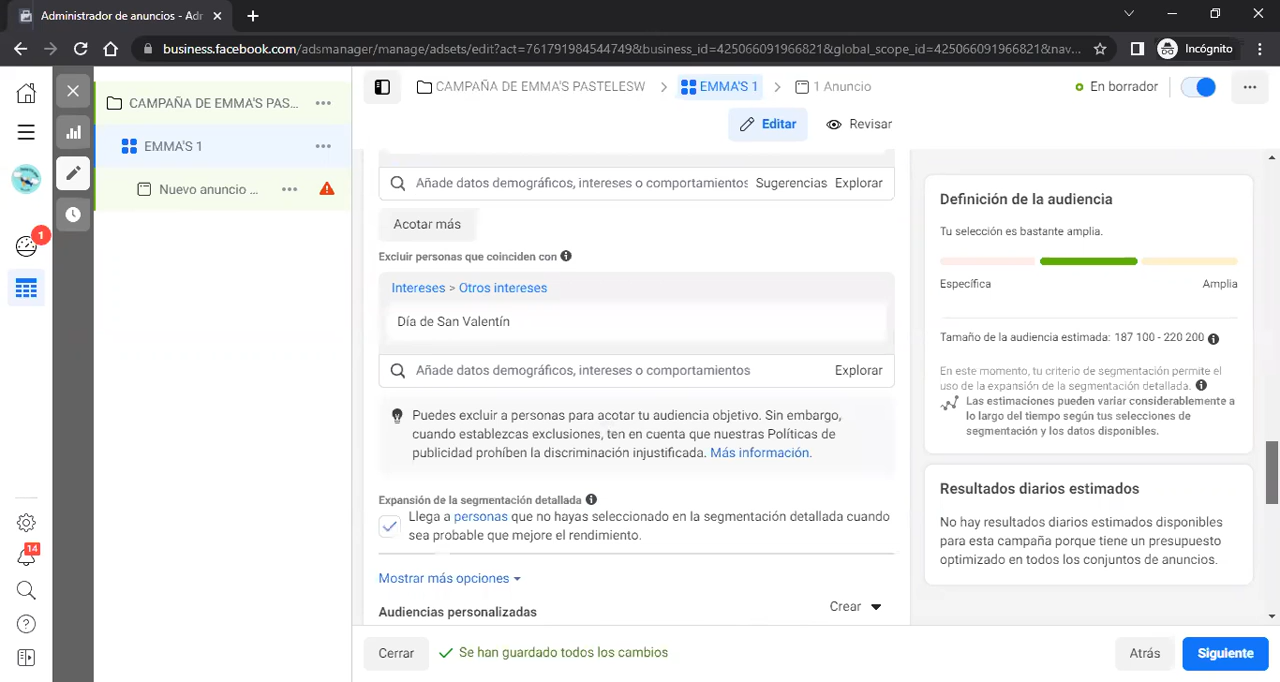 Administrador de anuncios - Adr
business.facebook.com/adsmanager/manage/adsets/edit?act=7617919845447498&business_id=425066091966821&global_scope_id=425066091966821&nav...
Incógnito
CAMPAÑA DE EMMA'S PAS...
EMMA'S 1
Nuevo anuncio ...
1
14
CAMPAÑA DE EMMA'S PASTELESW
EMMA'S 1
1 Anuncio
En borrador
Editar
Revisar
Añade datos demográficos, intereses o comportamientos
Sugerencias
Explorar
Acotar más
Excluir personas que coinciden con
Intereses > Otros intereses
Día de San Valentín
Añade datos demográficos, intereses o comportamientos
Explorar
Puedes excluir a personas para acotar tu audiencia objetivo. Sin embargo,
cuando establezcas exclusiones, ten en cuenta que nuestras Políticas de
publicidad prohíben la discriminación injustificada. Más información.
Expansión de la segmentación detallada
Llega a personas que no hayas seleccionado en la segmentación detallada cuando
sea probable que mejore el rendimiento.
Mostrar más opciones
Audiencias personalizadas
Crear
Definición de la audiencia
Tu selección es bastante amplia.
Específica
Amplia
Tamaño de la audiencia estimada: 187 100 - 220 200
En este momento, tu criterio de segmentación permite el
uso de la expansión de la segmentación detallada.
Las estimaciones pueden variar considerablemente a
lo largo del tiempo según tus selecciones de
segmentación y los datos disponibles.
Resultados diarios estimados
No hay resultados diarios estimados disponibles
para esta campaña porque tiene un presupuesto
optimizado en todos los conjuntos de anuncios.
Cerrar
Se han guardado todos los cambios
Atrás
Siguiente